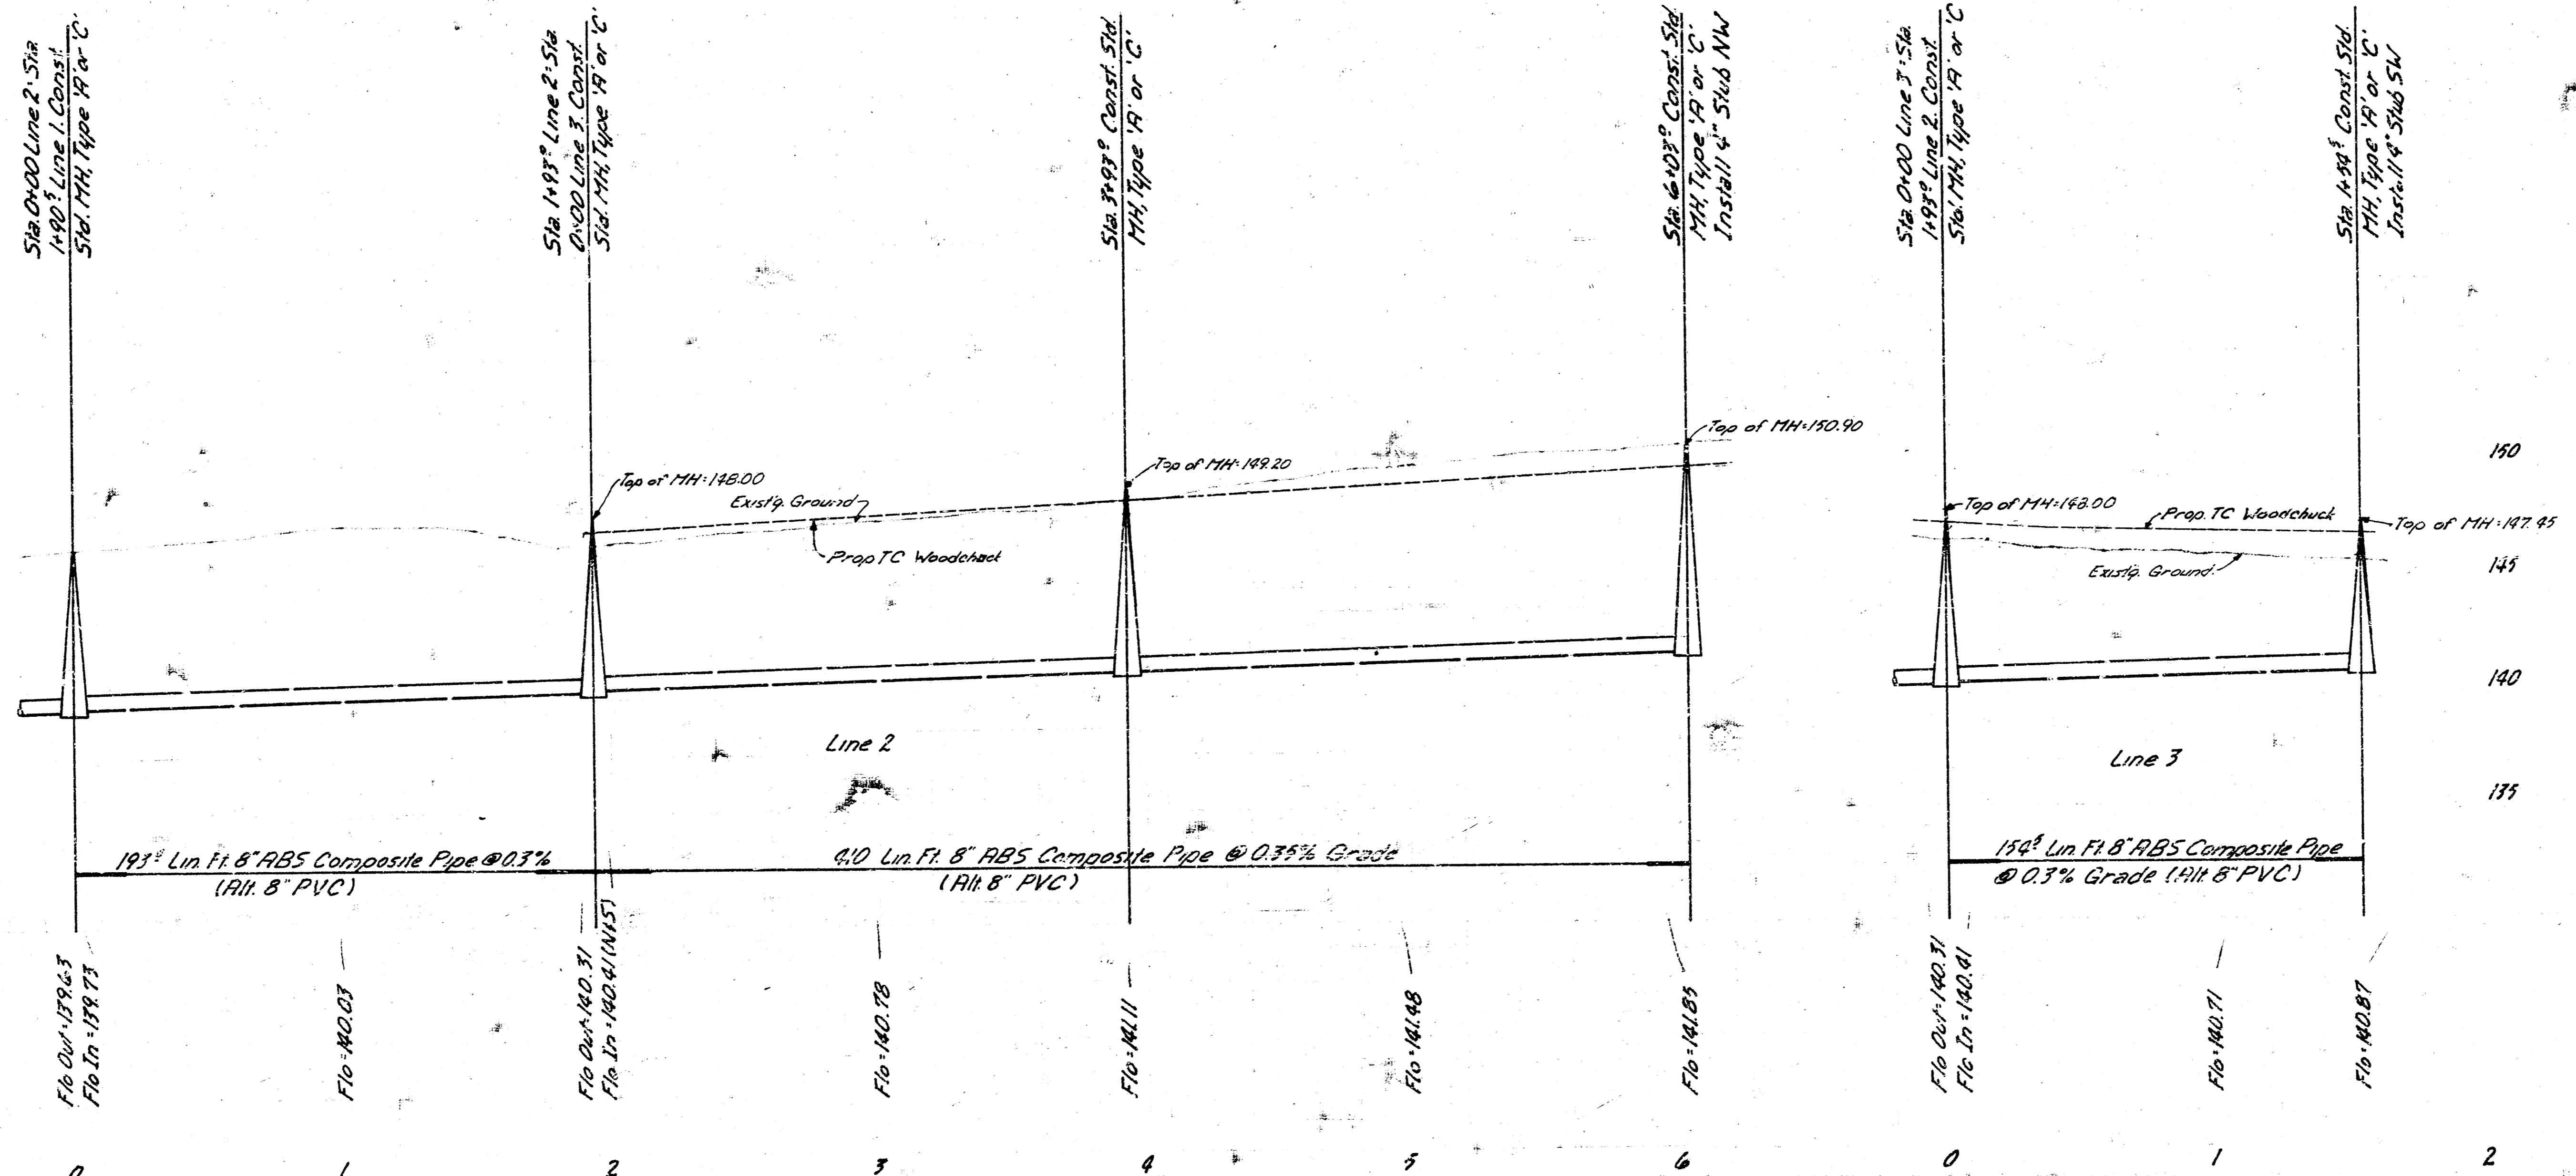 Sta. 0+00 Line 2 = Sta.
1+90⁵ Line 1. Const.
Std. MH, Type 'A' or 'C'
Sta. 1+93⁰ Line 2 = Sta.
0+00 Line 3. Const.
Std. MH, Type 'A' or 'C'
Sta. 3+93⁰ Const. Std.
MH, Type 'A' or 'C'
Sta. 6+03⁰ Const. Std.
MH, Type 'A' or 'C'
Install 4" Stub NW
Sta. 0+00 Line 3 = Sta.
1+93⁰ Line 2. Const.
Std. MH, Type 'A' or 'C'
Sta. 1+54⁵ Const. Std.
MH, Type 'A' or 'C'
Install 4" Stub SW
Top of MH=148.00
Exist'g. Ground
Prop TC Woodchuck
Top of MH=149.20
Top of MH=150.90
Top of MH=148.00
Prop. TC Woodchuck
Top of MH=147.45
Exist'g. Ground
150
145
140
135
Line 2
Line 3
193⁰ Lin. Ft. 8" ABS Composite Pipe @ 0.3%
(Alt. 8" PVC)
410 Lin. Ft. 8" ABS Composite Pipe @ 0.35% Grade
(Alt. 8" PVC)
154⁵ Lin. Ft. 8" ABS Composite Pipe
@ 0.3% Grade (Alt. 8" PVC)
Flo Out=139.63
Flo In=139.73
Flo=140.03
Flo Out=140.31
Flo In=140.41 (N&S)
Flo=140.78
Flo=141.11
Flo=141.48
Flo=141.85
Flo Out=140.31
Flo In=140.41
Flo=140.71
Flo=140.87
0 1 2 3 4 5 6 0 1 2